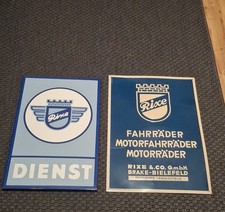 Rixe
DIENST
Rixe
FAHRRÄDER
MOTORFAHRRÄDER
MOTORRÄDER
RIXE & CO. G.m.b.H.
BRAKE-BIELEFELD